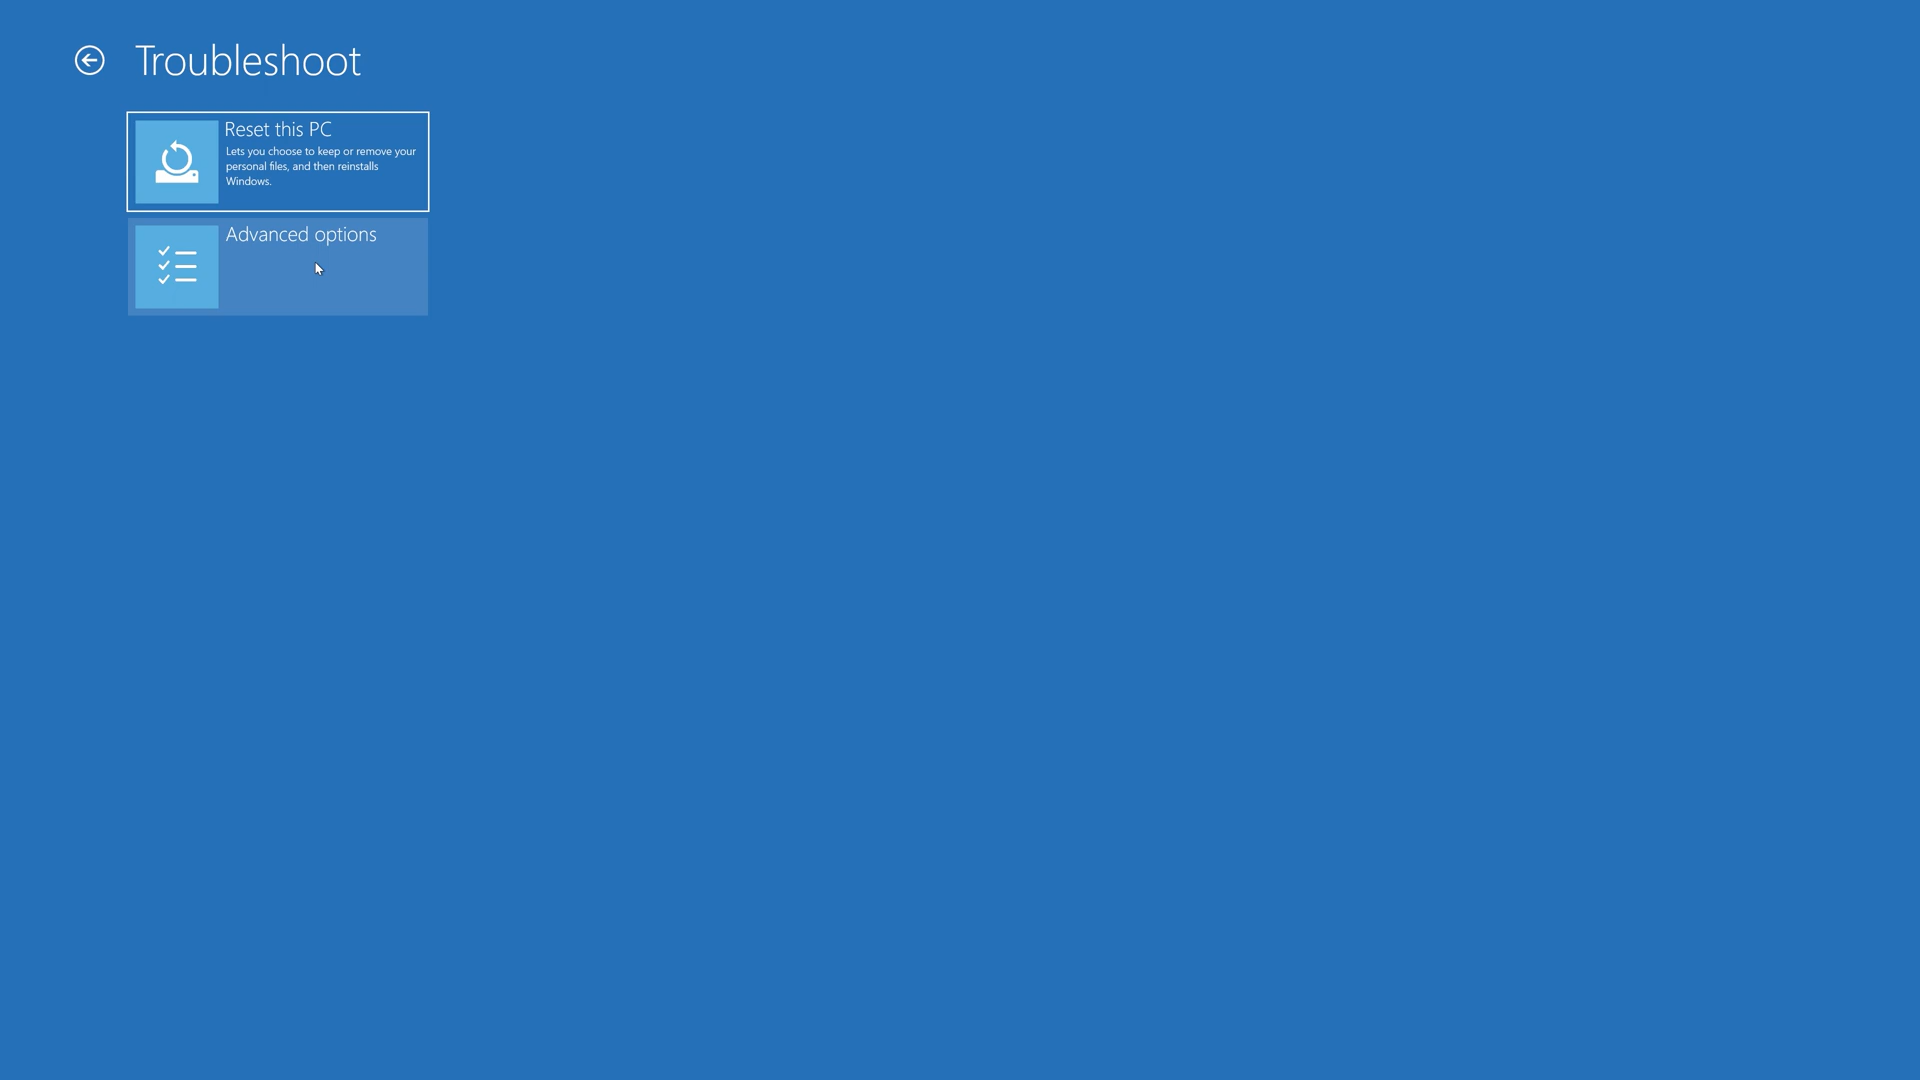 Troubleshoot
Reset this PC
Lets you choose to keep or remove your
personal files, and then reinstalls
Windows.
Advanced options